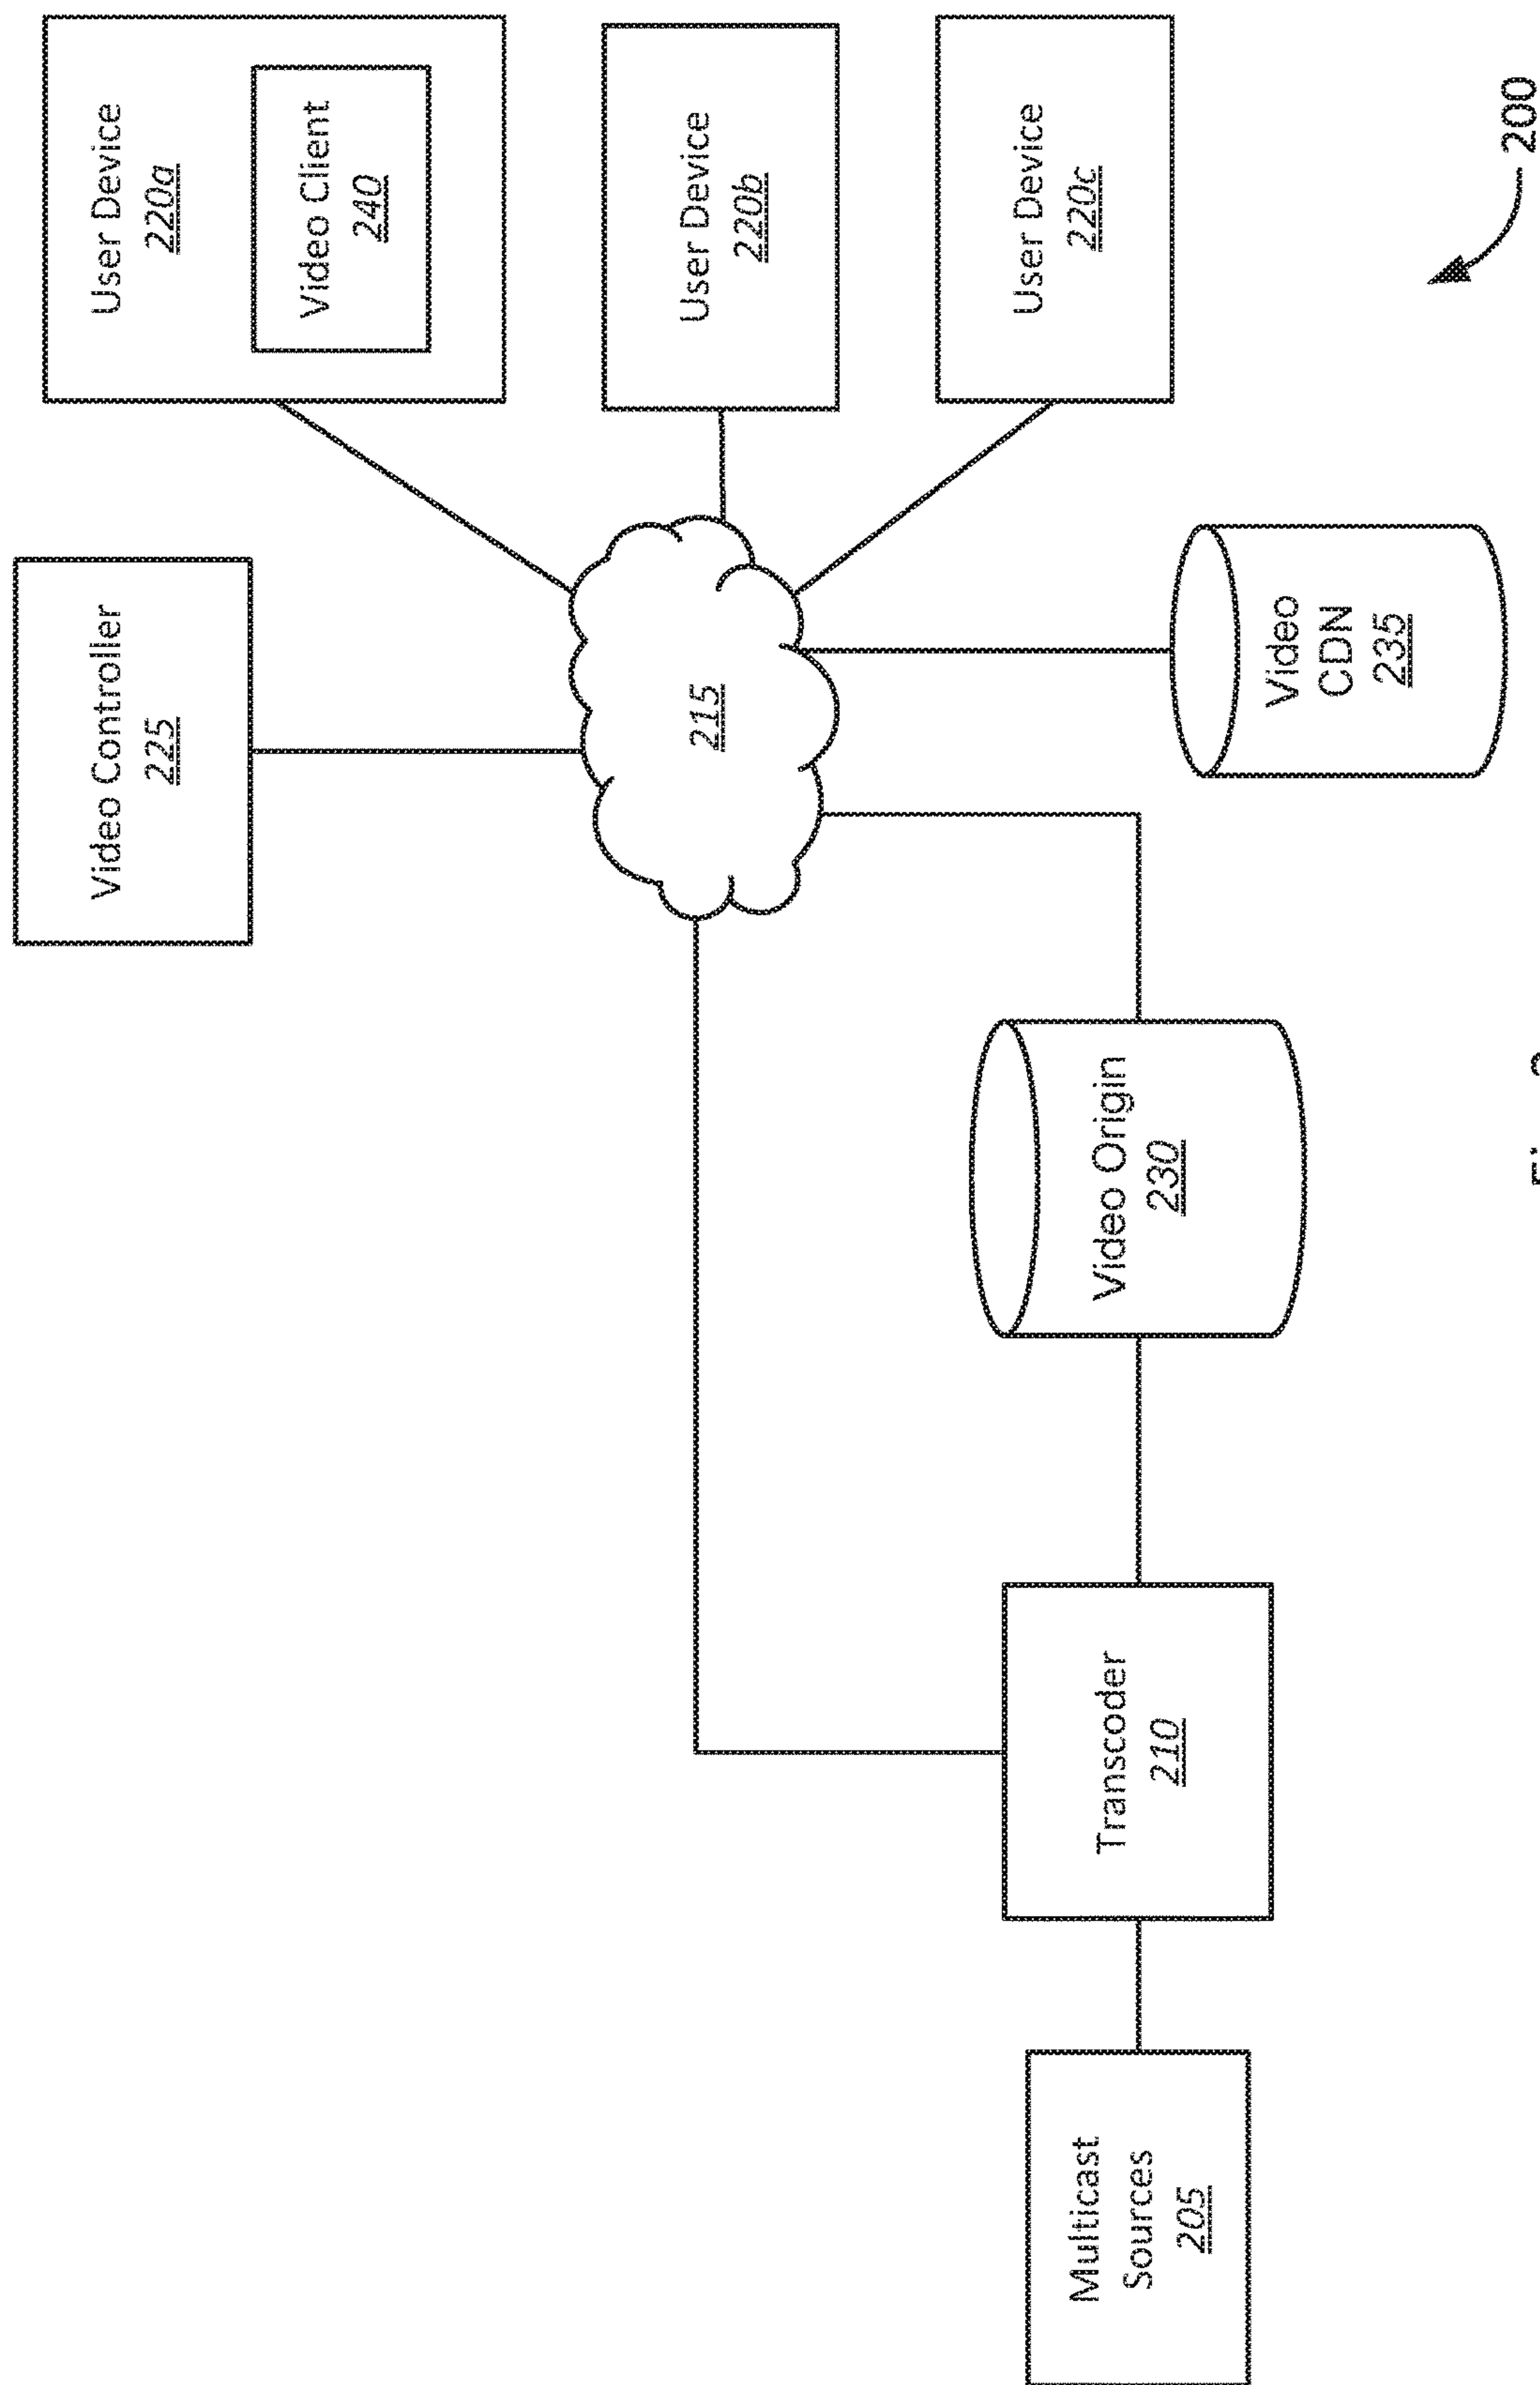 Video Controller
225
User Device
220a
Video Client
240
User Device
220b
User Device
220c
215
Video
CDN
235
Video Origin
230
Transcoder
210
Multicast
Sources
205
200